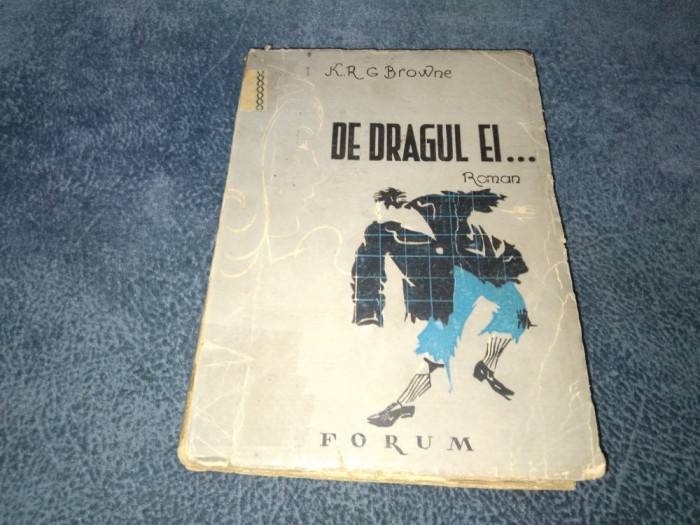 K. R. G Browne
DE DRAGUL EI...
Roman
FORUM